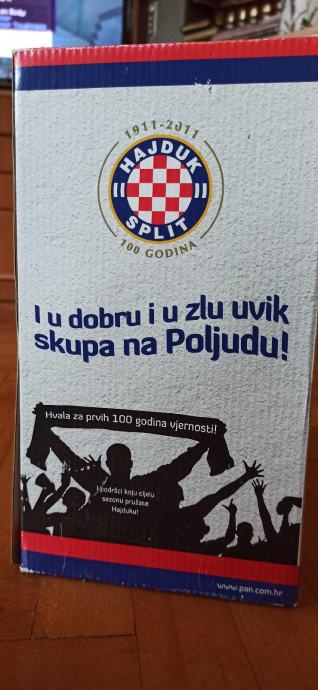 1911-2011
HAJDUK
SPLIT
100 GODINA
I u dobru i u zlu uvik
skupa na Poljudu!
Hvala za prvih 100 godina vjernosti!
I podršci koju cijelu
sezonu pružate
Hajduku!
www.pan.com.hr